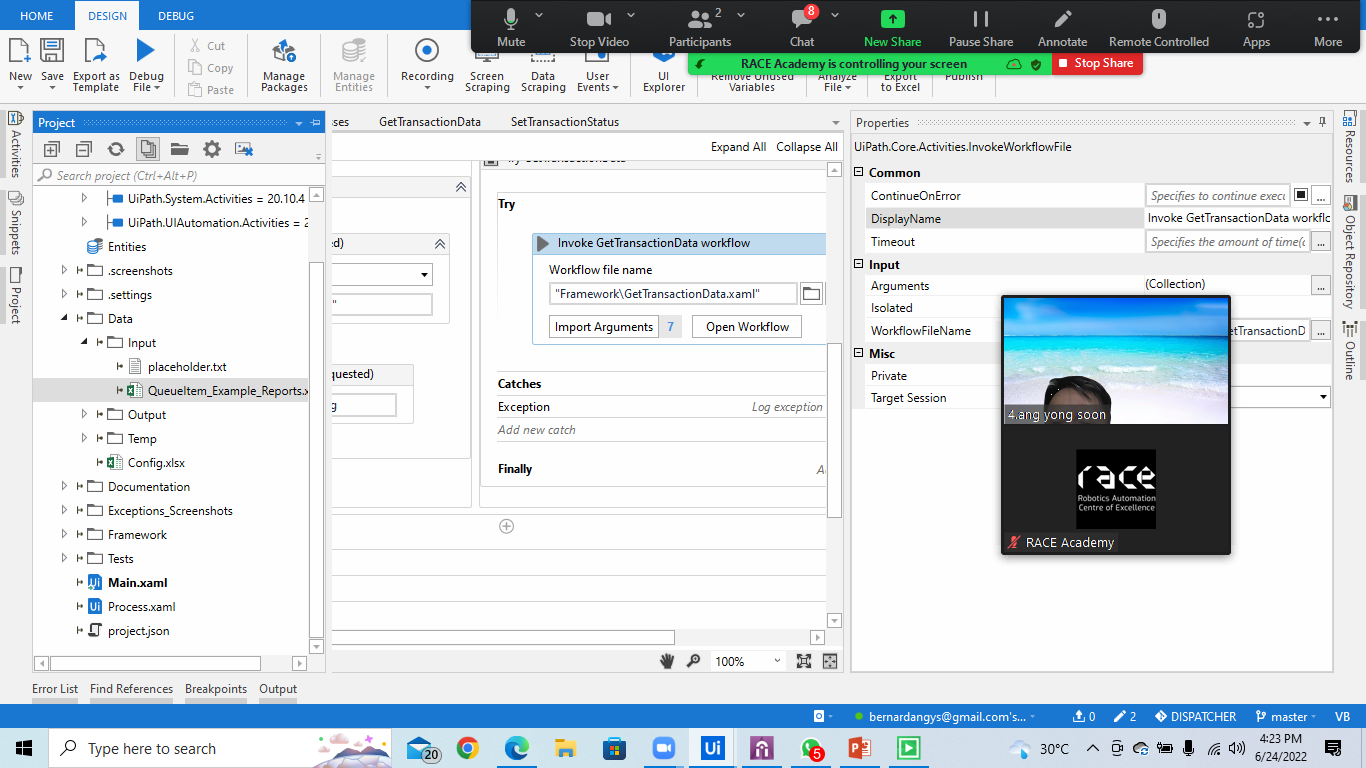 HOME
DESIGN
DEBUG
Mute
Stop Video
2
Participants
8
Chat
New Share
Pause Share
Annotate
Remote Controlled
Apps
More
RACE Academy is controlling your screen
Stop Share
New
Save
Export as Template
Debug File
Cut
Copy
Paste
Manage Packages
Manage Entities
Recording
Screen Scraping
Data Scraping
User Events
UI Explorer
Remove Unused Variables
Analyze File
Export to Excel
Publish
Activities
Snippets
Project
Project
Search project (Ctrl+Alt+P)
UiPath.System.Activities = 20.10.4
UiPath.UIAutomation.Activities = 2
Entities
.screenshots
.settings
Data
Input
placeholder.txt
QueueItem_Example_Reports.x
Output
Temp
Config.xlsx
Documentation
Exceptions_Screenshots
Framework
Tests
Main.xaml
Process.xaml
project.json
GetTransactionData
SetTransactionStatus
Expand All
Collapse All
Try
Invoke GetTransactionData workflow
Workflow file name
"Framework\GetTransactionData.xaml"
Import Arguments
7
Open Workflow
Catches
Exception
Log exception
Add new catch
Finally
100%
Properties
UiPath.Core.Activities.InvokeWorkflowFile
Common
ContinueOnError
Specifies to continue execu
...
DisplayName
Invoke GetTransactionData workflc
Timeout
Specifies the amount of time(
...
Input
Arguments
(Collection)
...
Isolated
WorkflowFileName
etTransactionD
...
Misc
Private
Target Session
4.ang yong soon
race
Robotics Automation
Centre of Excellence
RACE Academy
Resources
Object Repository
Outline
Error List
Find References
Breakpoints
Output
bernardangys@gmail.com's...
0
2
DISPATCHER
master
VB
Type here to search
20
Ui
5
30°C
4:23 PM
6/24/2022